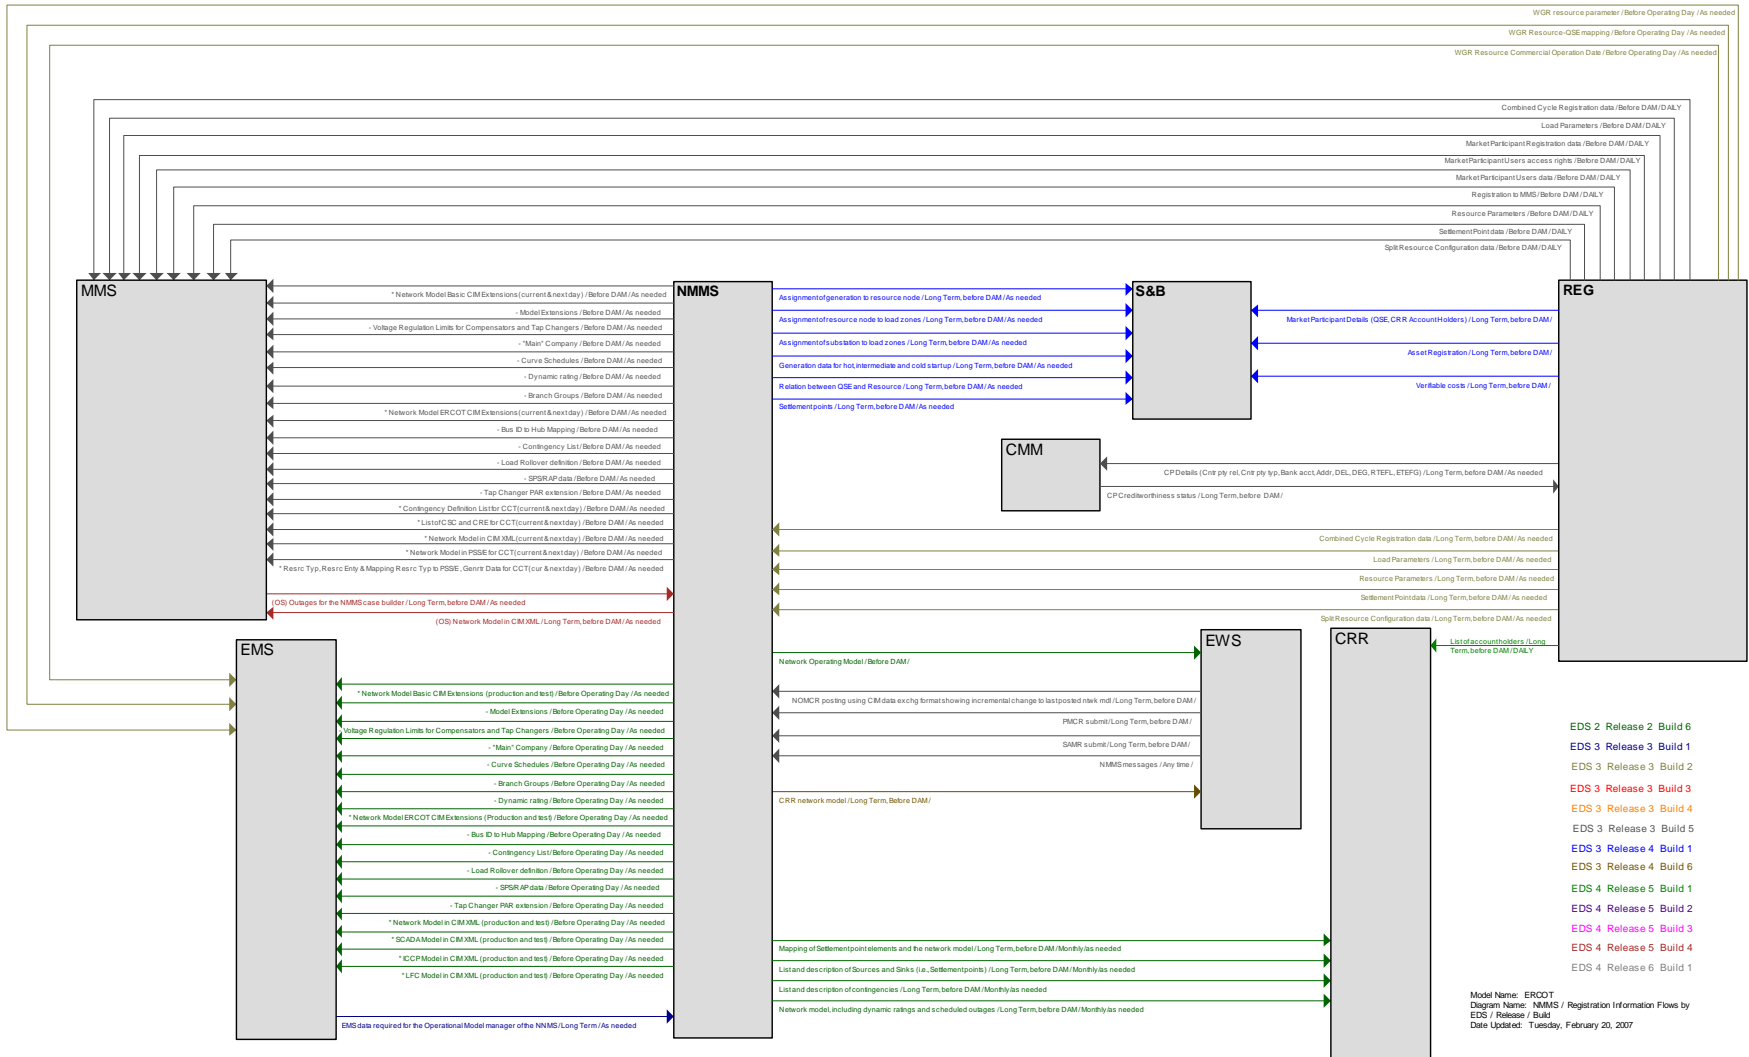 WGR resource parameter / Before Operating Day / As needed
WGR Resource-QSE mapping / Before Operating Day / As needed
WGR Resource Commercial Operation Date / Before Operating Day / As needed
Combined Cycle Registration data / Before DAM / DAILY
Load Parameters / Before DAM / DAILY
Market Participant Registration data / Before DAM / DAILY
Market Participant Users access rights / Before DAM / DAILY
Market Participant Users data / Before DAM / DAILY
Registration to MMS / Before DAM / DAILY
Resource Parameters / Before DAM / DAILY
Settlement Point data / Before DAM / DAILY
Split Resource Configuration data / Before DAM / DAILY
MMS
NMMS
S&B
REG
* Network Model Basic CIM Extensions (current & next day) / Before DAM / As needed
- Model Extensions / Before DAM / As needed
- Voltage Regulation Limits for Compensators and Tap Changers / Before DAM / As needed
- "Main" Company / Before DAM / As needed
- Curve Schedules / Before DAM / As needed
- Dynamic rating / Before DAM / As needed
- Branch Groups / Before DAM / As needed
* Network Model ERCOT CIM Extensions (current & next day) / Before DAM / As needed
- Bus ID to Hub Mapping / Before DAM / As needed
- Contingency List / Before DAM / As needed
- Load Rollover definition / Before DAM / As needed
- SPS/RAP data / Before DAM / As needed
- Tap Changer PAR extension / Before DAM / As needed
* Contingency Definition List for CCT (current & next day) / Before DAM / As needed
* List of CSC and CRE for CCT (current & next day) / Before DAM / As needed
* Network Model in CIM XML (current & next day) / Before DAM / As needed
* Network Model in PSS/E for CCT (current & next day) / Before DAM / As needed
* Resrc Typ, Resrc Enty & Mapping Resrc Typ to PSS/E, Genrtr Data for CCT (cur & next day) / Before DAM / As needed
(OS) Outages for the NMMS case builder / Long Term, before DAM / As needed
(OS) Network Model in CIM XML / Long Term, before DAM / As needed
Assignment of generation to resource node / Long Term, before DAM / As needed
Assignment of resource node to load zones / Long Term, before DAM / As needed
Assignment of substation to load zones / Long Term, before DAM / As needed
Generation data for hot, intermediate and cold startup / Long Term, before DAM / As needed
Relation between QSE and Resource / Long Term, before DAM / As needed
Settlement points / Long Term, before DAM / As needed
Market Participant Details (QSE, CRR Account Holders) / Long Term, before DAM /
Asset Registration / Long Term, before DAM /
Verifiable costs / Long Term, before DAM /
CMM
CP Details (Cntr pty rel, Cntr pty typ, Bank acct, Addr, DEL, DEG, RTEFL, ETEFG) / Long Term, before DAM / As needed
CP Creditworthiness status / Long Term, before DAM /
Combined Cycle Registration data / Long Term, before DAM / As needed
Load Parameters / Long Term, before DAM / As needed
Resource Parameters / Long Term, before DAM / As needed
Settlement Point data / Long Term, before DAM / As needed
Split Resource Configuration data / Long Term, before DAM / As needed
EMS
EWS
CRR
List of account holders / Long
Term, before DAM / DAILY
Network Operating Model / Before DAM /
NOMCR posting using CIM data exchg format showing incremental change to last posted ntwk mdl / Long Term, before DAM /
PMCR submit / Long Term, before DAM /
SAMR submit / Long Term, before DAM /
NMMS messages / Any time /
CRR network model / Long Term, Before DAM /
* Network Model Basic CIM Extensions (production and test) / Before Operating Day / As needed
- Model Extensions / Before Operating Day / As needed
- Voltage Regulation Limits for Compensators and Tap Changers / Before Operating Day / As needed
- "Main" Company / Before Operating Day / As needed
- Curve Schedules / Before Operating Day / As needed
- Branch Groups / Before Operating Day / As needed
- Dynamic rating / Before Operating Day / As needed
* Network Model ERCOT CIM Extensions (Production and test) / Before Operating Day / As needed
- Bus ID to Hub Mapping / Before Operating Day / As needed
- Contingency List / Before Operating Day / As needed
- Load Rollover definition / Before Operating Day / As needed
- SPS/RAP data / Before Operating Day / As needed
- Tap Changer PAR extension / Before Operating Day / As needed
* Network Model in CIM XML (production and test) / Before Operating Day / As needed
* SCADA Model in CIM XML (production and test) / Before Operating Day / As needed
* ICCP Model in CIM XML (production and test) / Before Operating Day / As needed
* LFC Model in CIM XML (production and test) / Before Operating Day / As needed
EMS data required for the Operational Model manager of the NNMS / Long Term / As needed
Mapping of Settlement point elements and the network model / Long Term, before DAM / Monthly/as needed
List and description of Sources and Sinks (i.e., Settlement points) / Long Term, before DAM / Monthly/as needed
List and description of contingencies / Long Term, before DAM / Monthly/as needed
Network model, including dynamic ratings and scheduled outages / Long Term, before DAM / Monthly/as needed
EDS 2 Release 2 Build 6
EDS 3 Release 3 Build 1
EDS 3 Release 3 Build 2
EDS 3 Release 3 Build 3
EDS 3 Release 3 Build 4
EDS 3 Release 3 Build 5
EDS 3 Release 4 Build 1
EDS 3 Release 4 Build 6
EDS 4 Release 5 Build 1
EDS 4 Release 5 Build 2
EDS 4 Release 5 Build 3
EDS 4 Release 5 Build 4
EDS 4 Release 6 Build 1
Model Name: ERCOT
Diagram Name: NMMS / Registration Information Flows by
EDS / Release / Build
Date Updated: Tuesday, February 20, 2007